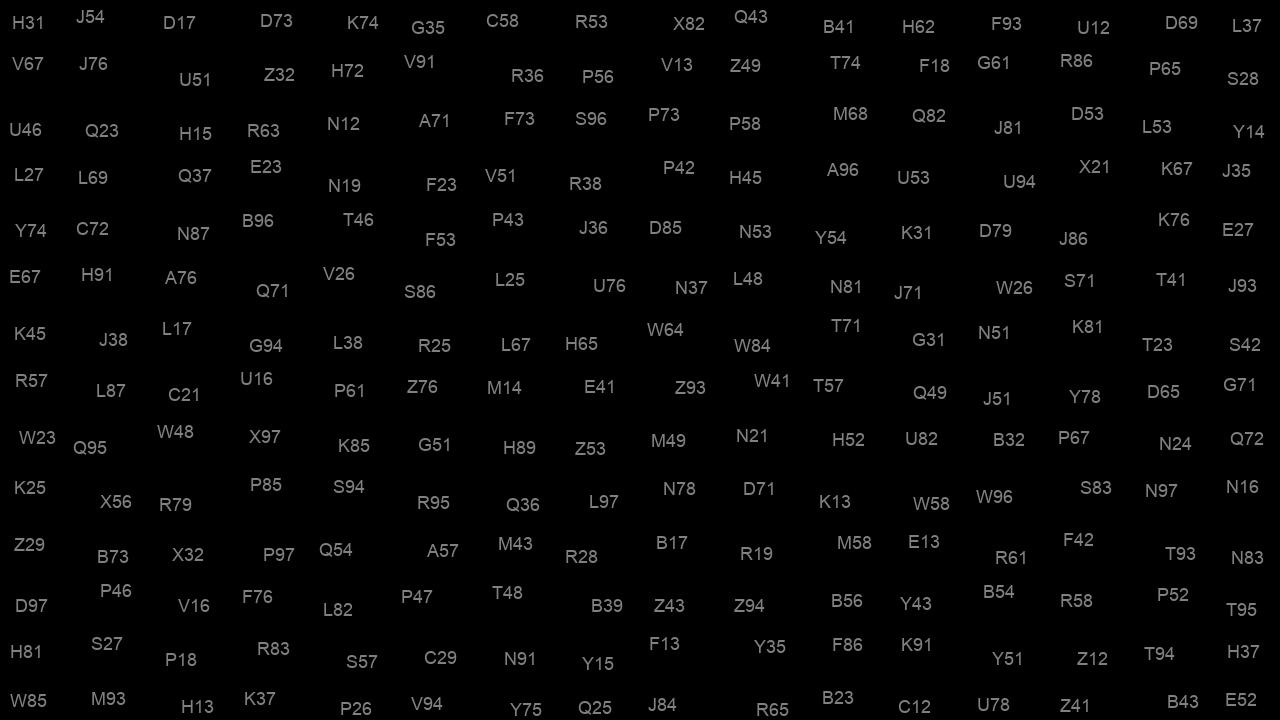 H31 J54 D17 D73 K74 G35 C58 R53 X82 Q43 B41 H62 F93 U12 D69 L37
V67 J76 U51 Z32 H72 V91 R36 P56 V13 Z49 T74 F18 G61 R86 P65 S28
U46 Q23 H15 R63 N12 A71 F73 S96 P73 P58 M68 Q82 J81 D53 L53 Y14
L27 L69 Q37 E23 N19 F23 V51 R38 P42 H45 A96 U53 U94 X21 K67 J35
Y74 C72 N87 B96 T46 F53 P43 J36 D85 N53 Y54 K31 D79 J86 K76 E27
E67 H91 A76 Q71 V26 S86 L25 U76 N37 L48 N81 J71 W26 S71 T41 J93
K45 J38 L17 G94 L38 R25 L67 H65 W64 W84 T71 G31 N51 K81 T23 S42
R57 L87 C21 U16 P61 Z76 M14 E41 Z93 W41 T57 Q49 J51 Y78 D65 G71
W23 Q95 W48 X97 K85 G51 H89 Z53 M49 N21 H52 U82 B32 P67 N24 Q72
K25 X56 R79 P85 S94 R95 Q36 L97 N78 D71 K13 W58 W96 S83 N97 N16
Z29 B73 X32 P97 Q54 A57 M43 R28 B17 R19 M58 E13 R61 F42 T93 N83
D97 P46 V16 F76 L82 P47 T48 B39 Z43 Z94 B56 Y43 B54 R58 P52 T95
H81 S27 P18 R83 S57 C29 N91 Y15 F13 Y35 F86 K91 Y51 Z12 T94 H37
W85 M93 H13 K37 P26 V94 Y75 Q25 J84 R65 B23 C12 U78 Z41 B43 E52